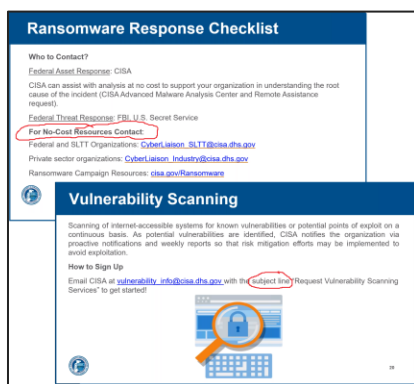 Ransomware Response Checklist
Who to Contact?
Federal Asset Response: CISA
CISA can assist with analysis at no cost to support your organization in understanding the root
cause of the incident (CISA Advanced Malware Analysis Center and Remote Assistance
request).
Federal Threat Response: FBI, U.S. Secret Service
For No-Cost Resources Contact:
Federal and SLTT Organizations: CyberLiaison_SLTT@cisa.dhs.gov
Private sector organizations: CyberLiaison_Industry@cisa.dhs.gov
Ransomware Campaign Resources: cisa.gov/Ransomware
Vulnerability Scanning
Scanning of internet-accessible systems for known vulnerabilities or potential points of exploit on a
continuous basis. As potential vulnerabilities are identified, CISA notifies the organization via
proactive notifications and weekly reports so that risk mitigation efforts may be implemented to
avoid exploitation.
How to Sign Up
Email CISA at vulnerability_info@cisa.dhs.gov with the subject line "Request Vulnerability Scanning
Services" to get started!